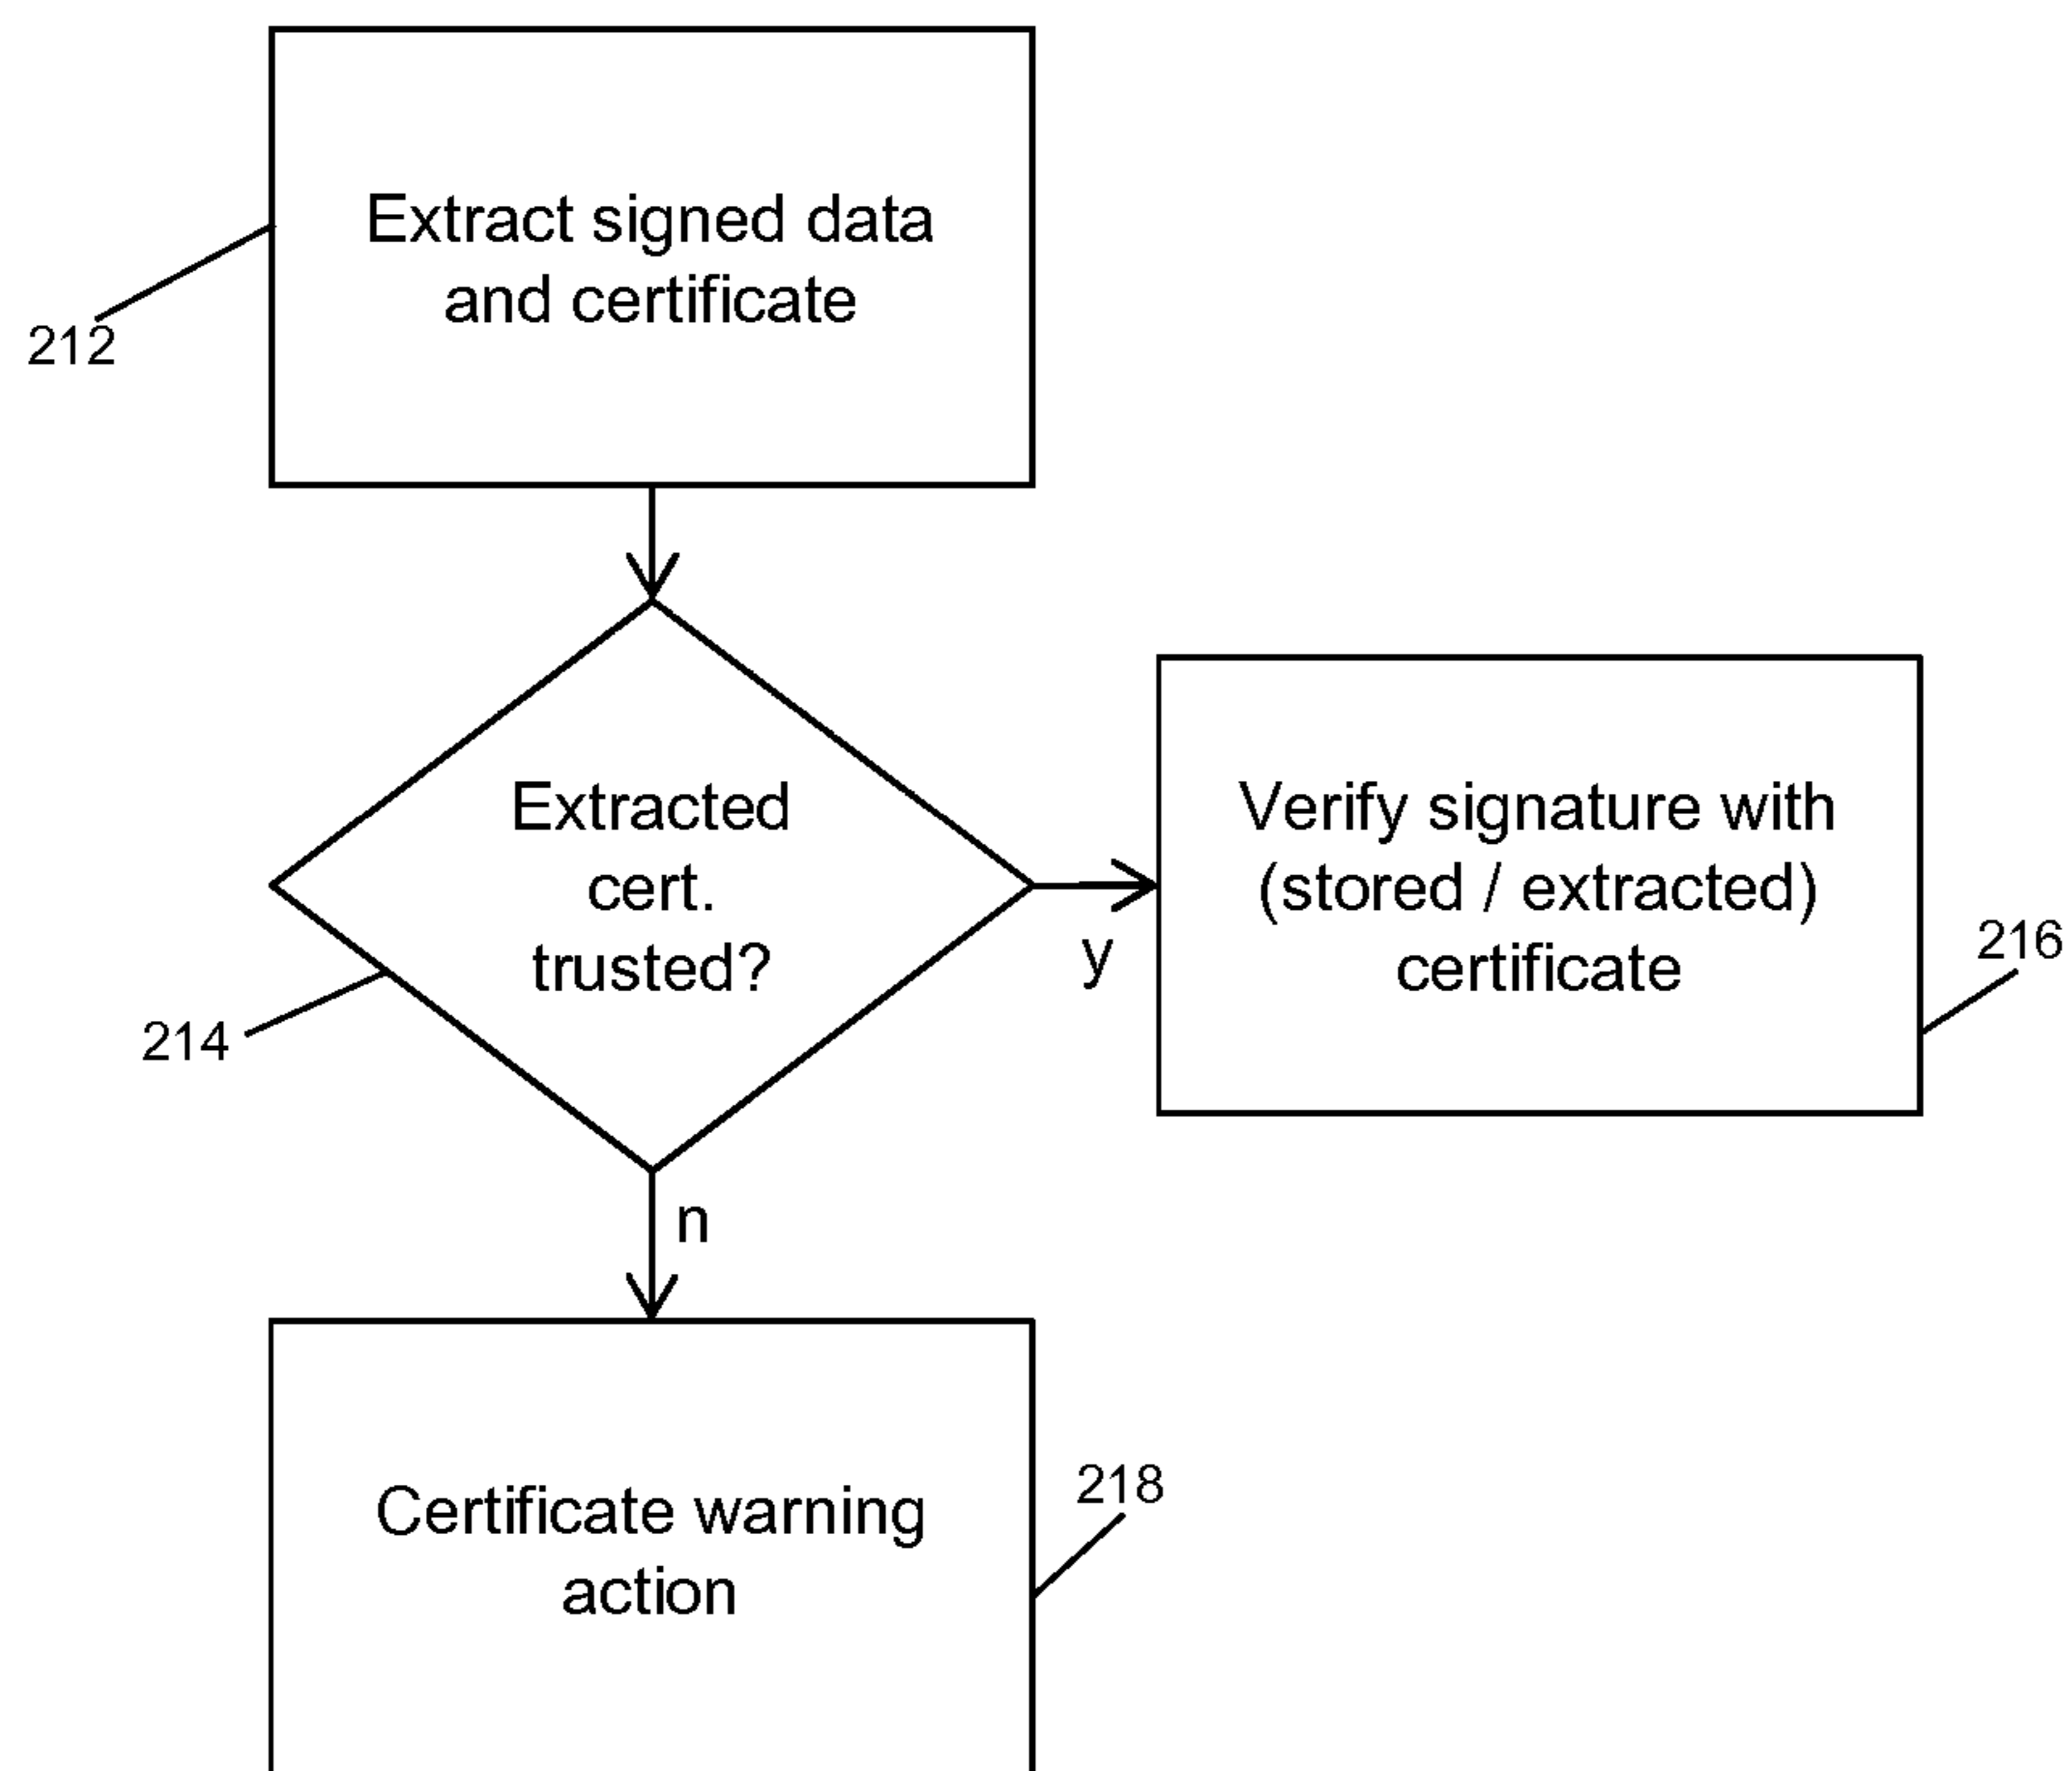 Extract signed data
and certificate
212
Extracted
cert.
trusted?
214
y
Verify signature with
(stored / extracted)
certificate
216
n
Certificate warning
action
218